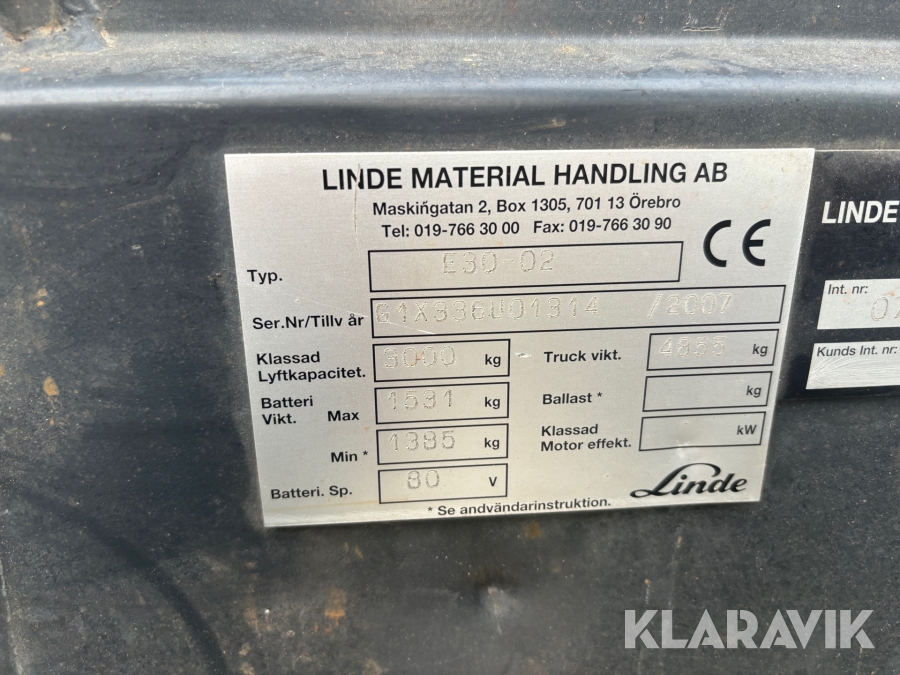 LINDE MATERIAL HANDLING AB
Maskingatan 2, Box 1305, 701 13 Örebro
Tel: 019-766 30 00 Fax: 019-766 30 90
CE
Typ. E30-02
Ser.Nr/Tillv år G1X336U01314 /2007
Klassad Lyftkapacitet. 3000 kg
Truck vikt. 4855 kg
Batteri Vikt. Max 1531 kg
Ballast * kg
Min * 1385 kg
Klassad Motor effekt. kW
Batteri. Sp. 80 V
Linde
* Se andvändarinstruktion.
LINDE
Int. nr:
Kunds Int. nr:
KLARAVIK